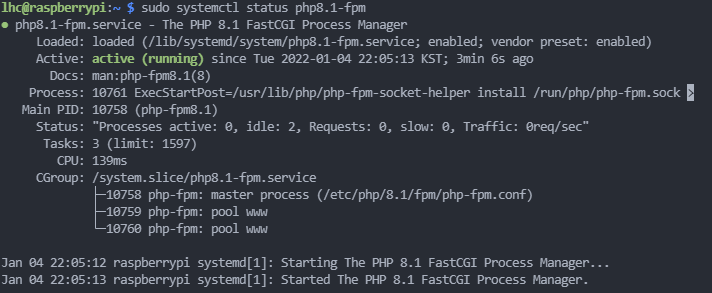 lhc@raspberrypi:~ $ sudo systemctl status php8.1-fpm
● php8.1-fpm.service - The PHP 8.1 FastCGI Process Manager
     Loaded: loaded (/lib/systemd/system/php8.1-fpm.service; enabled; vendor preset: enabled)
     Active: active (running) since Tue 2022-01-04 22:05:13 KST; 3min 6s ago
       Docs: man:php-fpm8.1(8)
    Process: 10761 ExecStartPost=/usr/lib/php/php-fpm-socket-helper install /run/php/php-fpm.sock >
   Main PID: 10758 (php-fpm8.1)
     Status: "Processes active: 0, idle: 2, Requests: 0, slow: 0, Traffic: 0req/sec"
      Tasks: 3 (limit: 1597)
        CPU: 139ms
     CGroup: /system.slice/php8.1-fpm.service
             ├─10758 php-fpm: master process (/etc/php/8.1/fpm/php-fpm.conf)
             ├─10759 php-fpm: pool www
             └─10760 php-fpm: pool www

Jan 04 22:05:12 raspberrypi systemd[1]: Starting The PHP 8.1 FastCGI Process Manager...
Jan 04 22:05:13 raspberrypi systemd[1]: Started The PHP 8.1 FastCGI Process Manager.